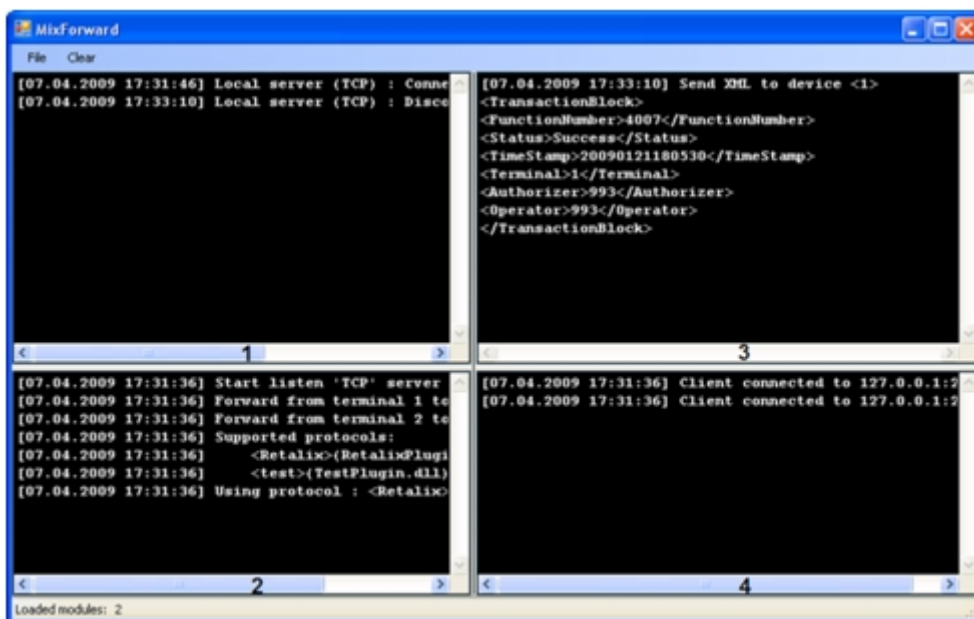 MixForward
File Clear
[07.04.2009 17:31:46] Local server (TCP) : Conne
[07.04.2009 17:33:10] Local server (TCP) : Disco
1
[07.04.2009 17:33:10] Send XML to device <1>
<TransactionBlock>
<FunctionNumber>4007</FunctionNumber>
<Status>Success</Status>
<TimeStamp>20090121180530</TimeStamp>
<Terminal>1</Terminal>
<Authorizer>993</Authorizer>
<Operator>993</Operator>
</TransactionBlock>
3
[07.04.2009 17:31:36] Start listen 'TCP' server
[07.04.2009 17:31:36] Forward from terminal 1 to
[07.04.2009 17:31:36] Forward from terminal 2 to
[07.04.2009 17:31:36] Supported protocols:
[07.04.2009 17:31:36] <Retalix>(RetalixPlugi
[07.04.2009 17:31:36] <test>(TestPlugin.dll)
[07.04.2009 17:31:36] Using protocol : <Retalix>
2
[07.04.2009 17:31:36] Client connected to 127.0.0.1:2
[07.04.2009 17:31:36] Client connected to 127.0.0.1:2
4
Loaded modules: 2